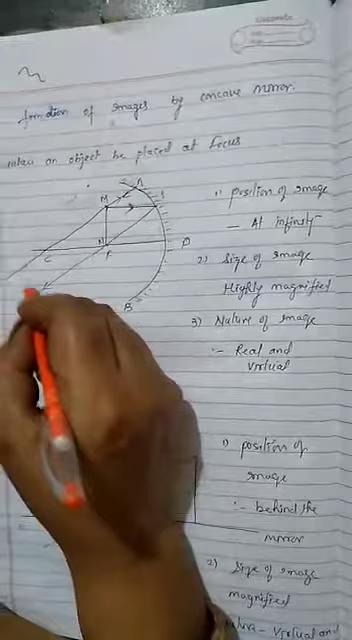 formation of images by concave mirror.
when an object be placed at Focus
1) position of image
- At infinity
2) Size of image
Highly magnified
3) Nature of image
:- Real and
virtual
M
A
N
F
C
P
B
1) position of
image
:- behind the
mirror
2) Size of image
magnified
Virtual and